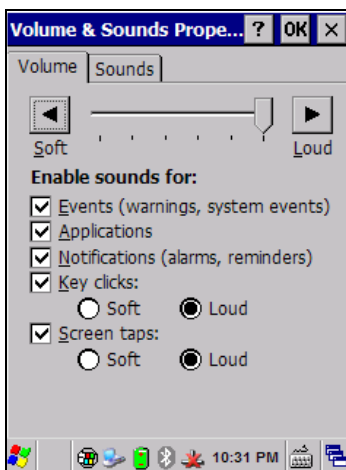 Volume & Sounds Prope... ? OK ×
Volume Sounds
Soft Loud
Enable sounds for:
Events (warnings, system events)
Applications
Notifications (alarms, reminders)
Key clicks:
Soft Loud
Screen taps:
Soft Loud
10:31 PM